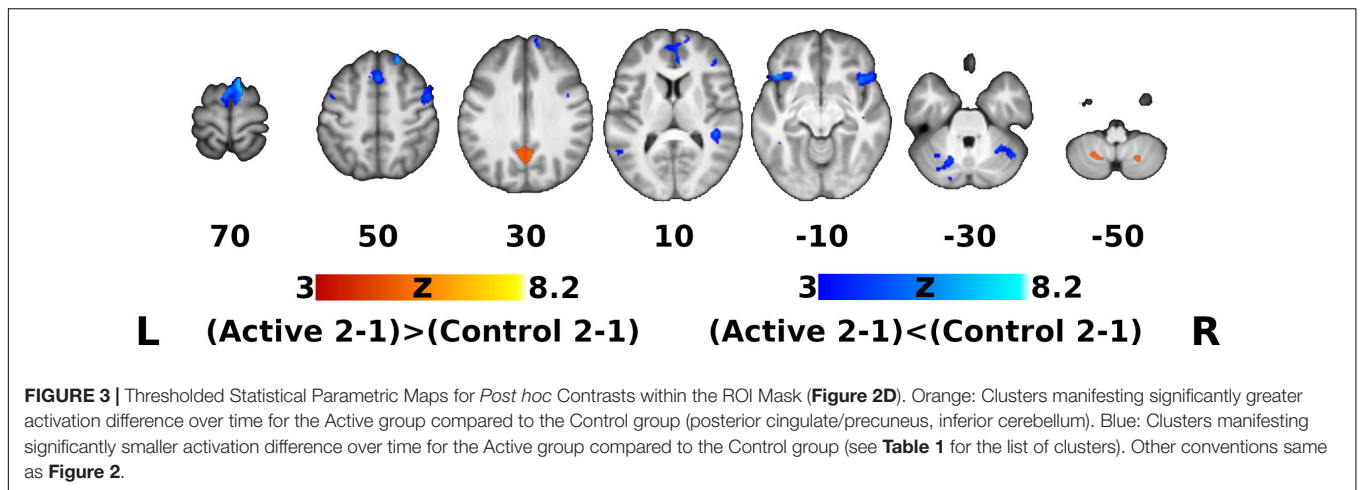 70 50 30 10 -10 -30 -50
3 z 8.2 3 z 8.2
L (Active 2-1)>(Control 2-1) (Active 2-1)<(Control 2-1) R
FIGURE 3 | Thresholded Statistical Parametric Maps for Post hoc Contrasts within the ROI Mask (Figure 2D). Orange: Clusters manifesting significantly greater
activation difference over time for the Active group compared to the Control group (posterior cingulate/precuneus, inferior cerebellum). Blue: Clusters manifesting
significantly smaller activation difference over time for the Active group compared to the Control group (see Table 1 for the list of clusters). Other conventions same
as Figure 2.